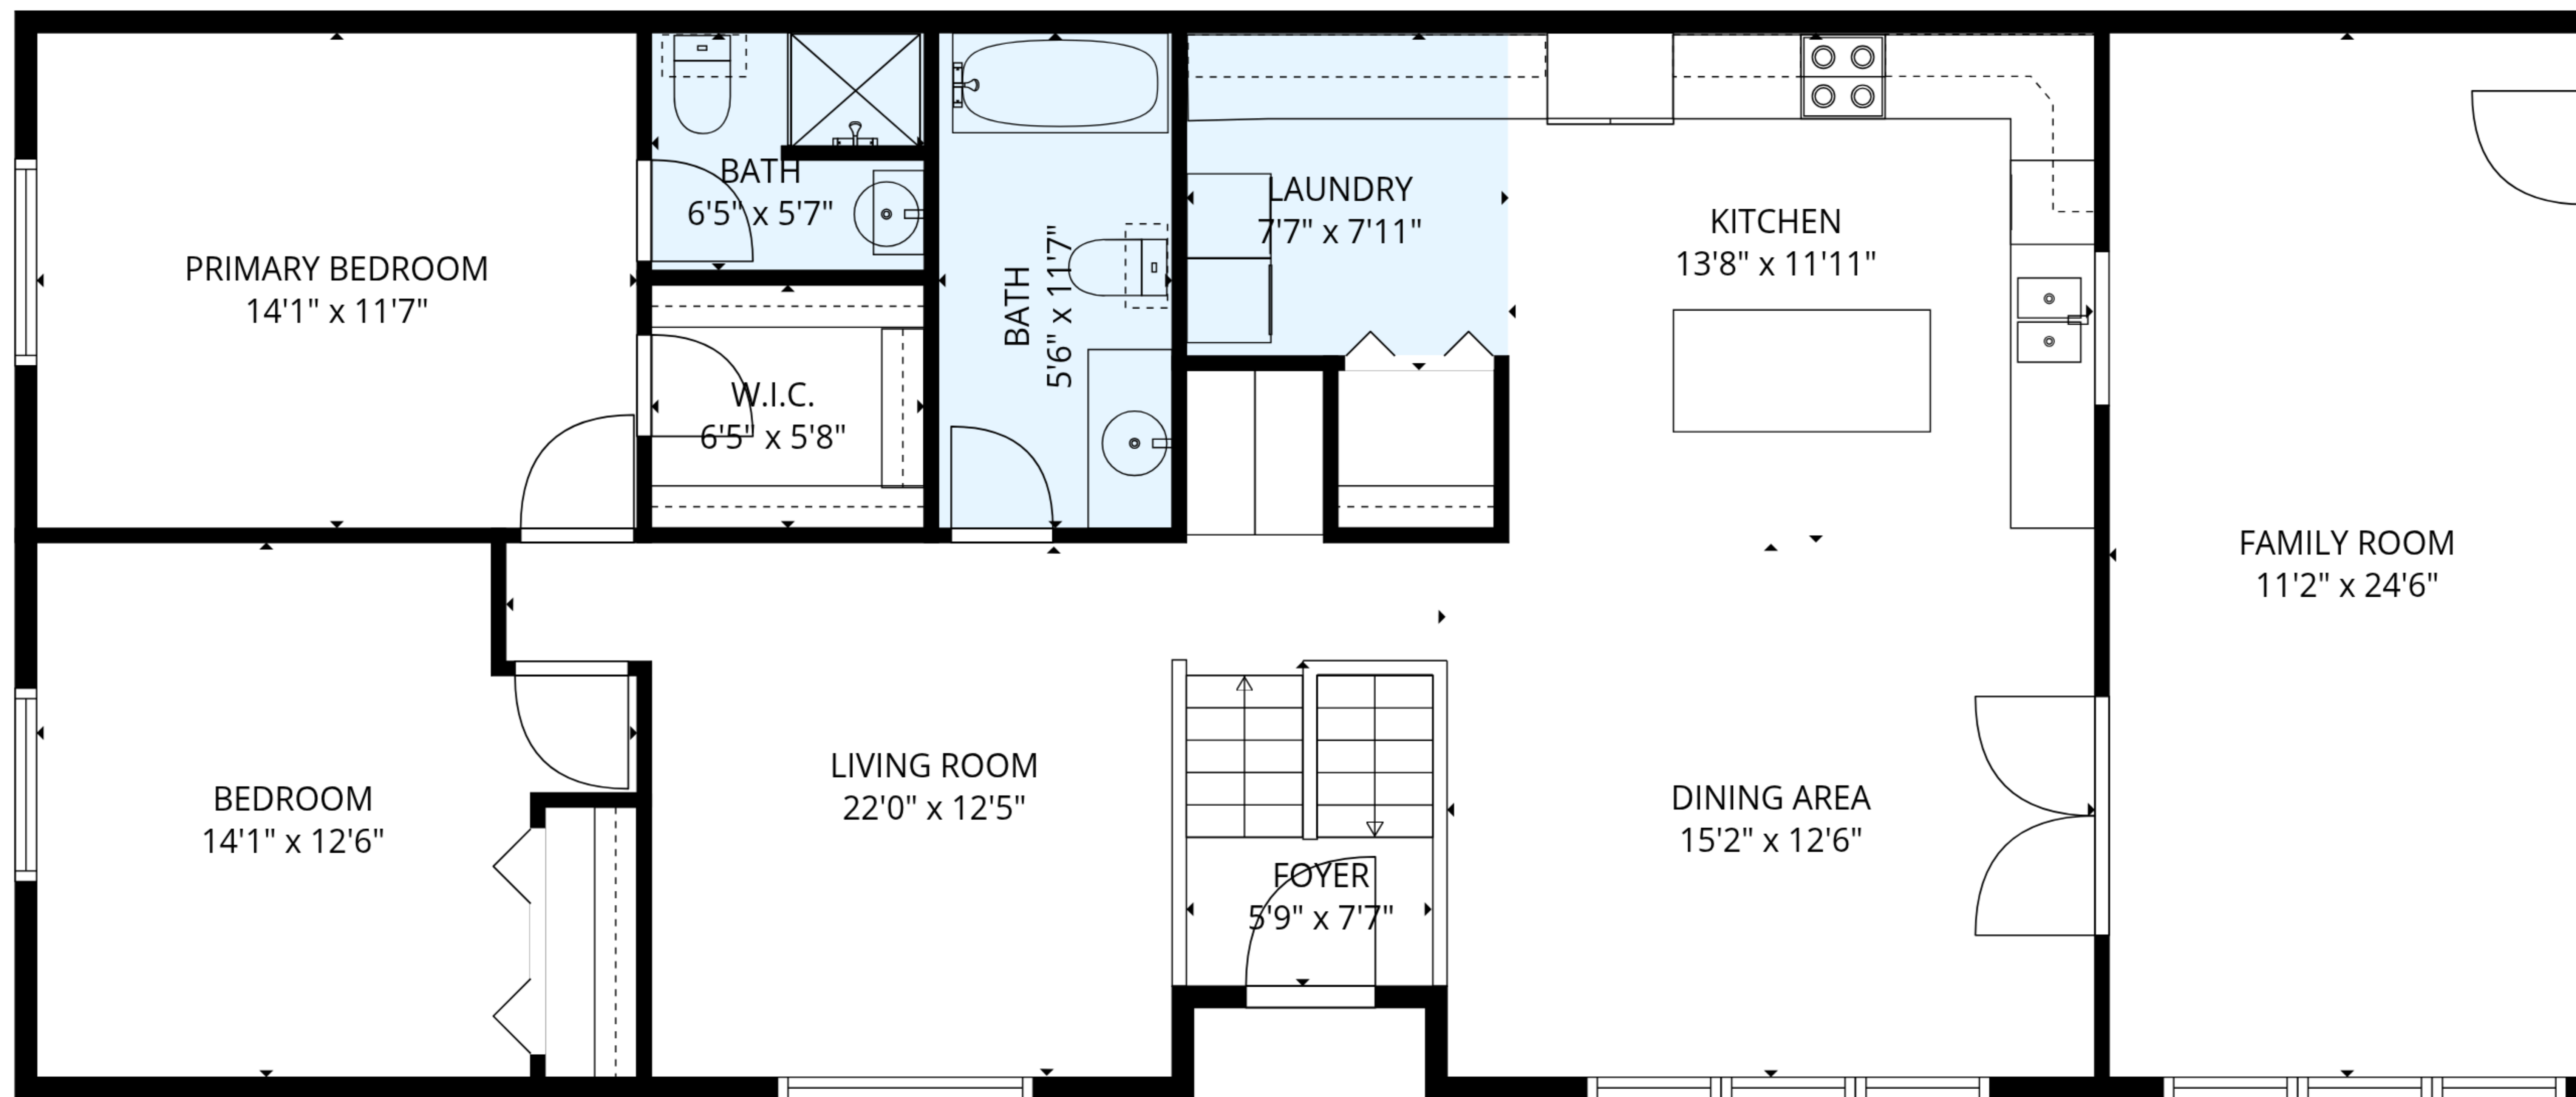 PRIMARY BEDROOM
14'1" x 11'7"
BATH
6'5" x 5'7"
W.I.C.
6'5" x 5'8"
BATH
5'6" x 11'7"
LAUNDRY
7'7" x 7'11"
KITCHEN
13'8" x 11'11"
FAMILY ROOM
11'2" x 24'6"
BEDROOM
14'1" x 12'6"
LIVING ROOM
22'0" x 12'5"
FOYER
5'9" x 7'7"
DINING AREA
15'2" x 12'6"